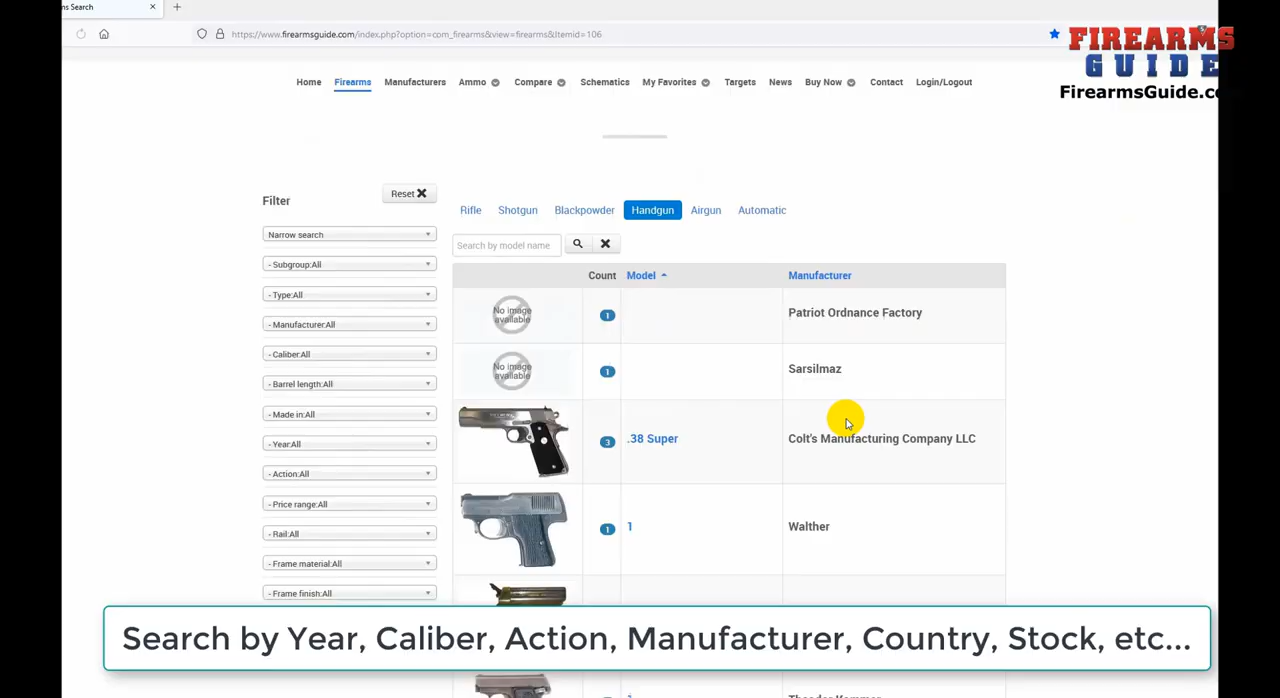 ns Search
https://www.firearmsguide.com/index.php?option=com_firearms&view=firearms&Itemid=106
FIREARMS
GUIDE
FirearmsGuide.co
Home Firearms Manufacturers Ammo Compare Schematics My Favorites Targets News Buy Now Contact Login/Logout
Filter
Reset
Narrow search
- Subgroup:All
- Type:All
- Manufacturer:All
- Caliber:All
- Barrel length:All
- Made in:All
- Year:All
- Action:All
- Price range:All
- Rail:All
- Frame material:All
- Frame finish:All
Rifle Shotgun Blackpowder Handgun Airgun Automatic
Search by model name
Count Model Manufacturer
No image
available
1 Patriot Ordnance Factory
No image
available
1 Sarsilmaz
3 .38 Super Colt's Manufacturing Company LLC
1 1 Walther
Search by Year, Caliber, Action, Manufacturer, Country, Stock, etc...